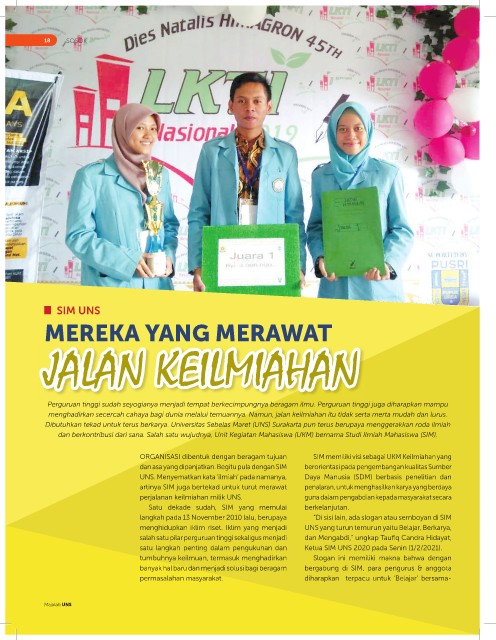 18
Dies Natalis HIMAGRON 45TH
LKTI
Nasional 2019
LKTI
Juara 1
Juara 1
PUSRI
SIM UNS
MEREKA YANG MERAWAT
JALAN KEILMIAHAN
Perguruan tinggi sudah seyogianya menjadi tempat berkecimpungnya beragam ilmu. Perguruan tinggi juga diharapkan mampu
menghadirkan secercah cahaya bagi dunia melalui temuannya. Namun, jalan keilmiahan itu tidak serta merta mudah dan lurus.
Dibutuhkan tekad untuk terus berkarya. Universitas Sebelas Maret (UNS) Surakarta pun terus berupaya menggerakkan roda ilmiah
dan berkontribusi dari sana. Salah satu wujudnya, Unit Kegiatan Mahasiswa (UKM) bernama Studi Ilmiah Mahasiswa (SIM).
ORGANISASI dibentuk dengan beragam tujuan
dan asa yang dipanjatkan. Begitu pula dengan SIM
UNS. Menyematkan kata 'ilmiah' pada namanya,
artinya SIM juga bertekad untuk turut merawat
perjalanan keilmiahan milik UNS.
Satu dekade sudah, SIM yang memulai
langkah pada 13 November 2010 lalu, berupaya
menghidupkan iklim riset. Iklim yang menjadi
salah satu pilar perguruan tinggi sekaligus menjadi
satu langkah penting dalam pengukuhan dan
tumbuhnya keilmuan, termasuk menghadirkan
banyak hal baru dan menjadi solusi bagi beragam
permasalahan masyarakat.
SIM memiliki visi sebagai UKM Keilmiahan yang
berorientasi pada pengembangan kualitas Sumber
Daya Manusia (SDM) berbasis penelitian dan
penalaran, untuk menghasilkan karya yang berdaya
guna dalam pengabdian kepada masyarakat secara
berkelanjutan.
"Di sisi lain, ada slogan atau semboyan di SIM
UNS yang turun temurun yaitu Belajar, Berkarya,
dan Mengabdi," ungkap Taufiq Candra Hidayat,
Ketua SIM UNS 2020 pada Senin (1/2/2021).
Slogan ini memiliki makna bahwa dengan
bergabung di SIM, para pengurus & anggota
diharapkan terpacu untuk 'Belajar' bersama-
Majalah UNS